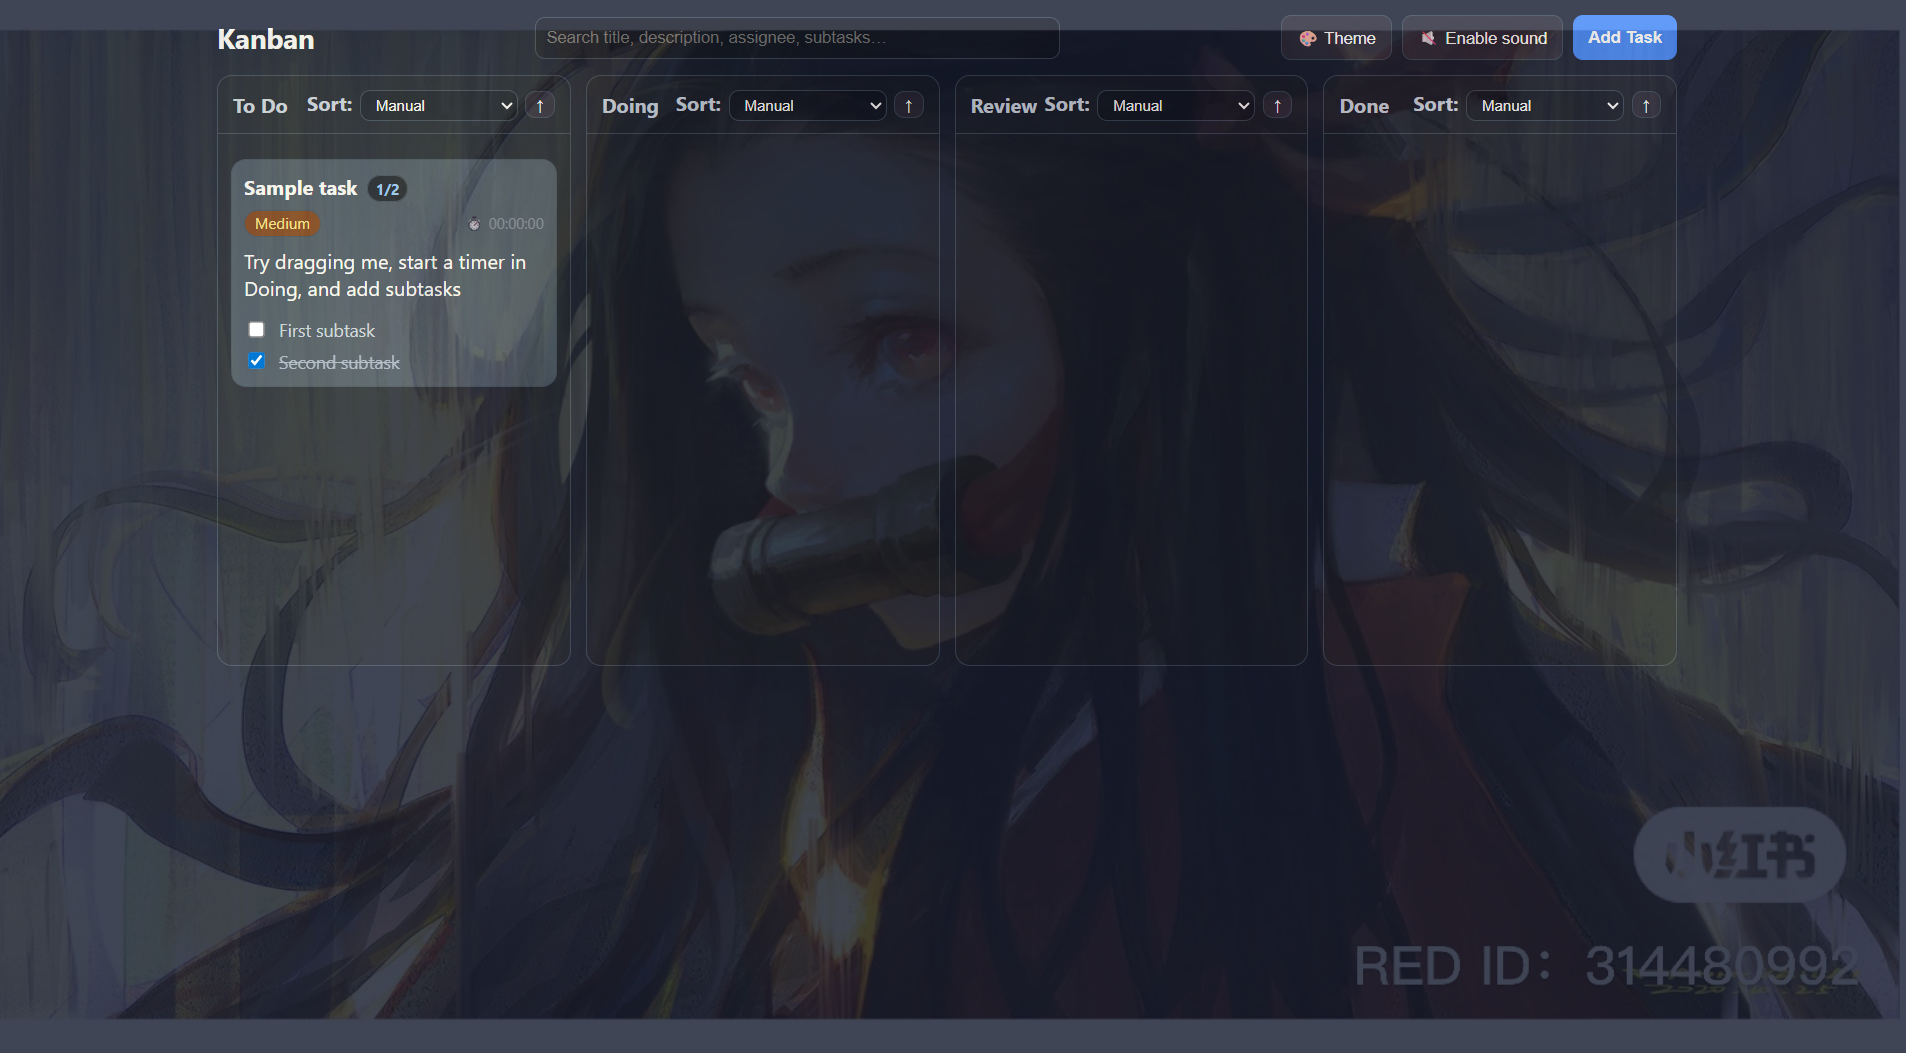 Kanban
Search title, description, assignee, subtasks...
Theme
Enable sound
Add Task
To Do Sort: Manual ↑
Doing Sort: Manual ↑
Review Sort: Manual ↑
Done Sort: Manual ↑
Sample task 1/2
Medium 00:00:00
Try dragging me, start a timer in
Doing, and add subtasks
First subtask
Second subtask
小红书
RED ID: 314480992